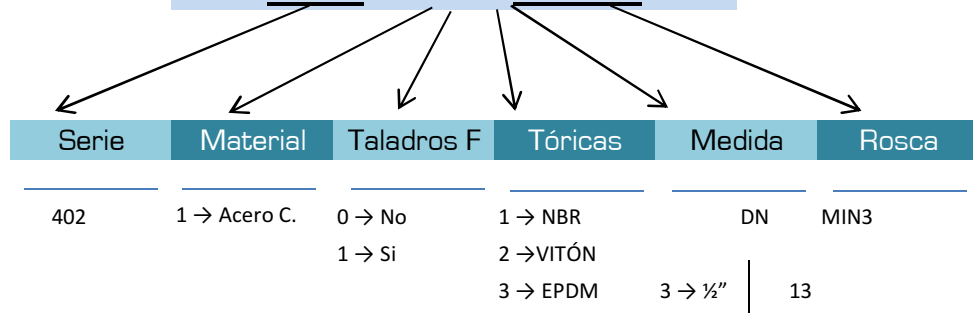 Serie Material Taladros F Tóricas Medida Rosca
402 1 → Acero C. 0 → No 1 → NBR DN MIN3
1 → Si 2 →VITÓN
3 → EPDM 3 → ½” 13